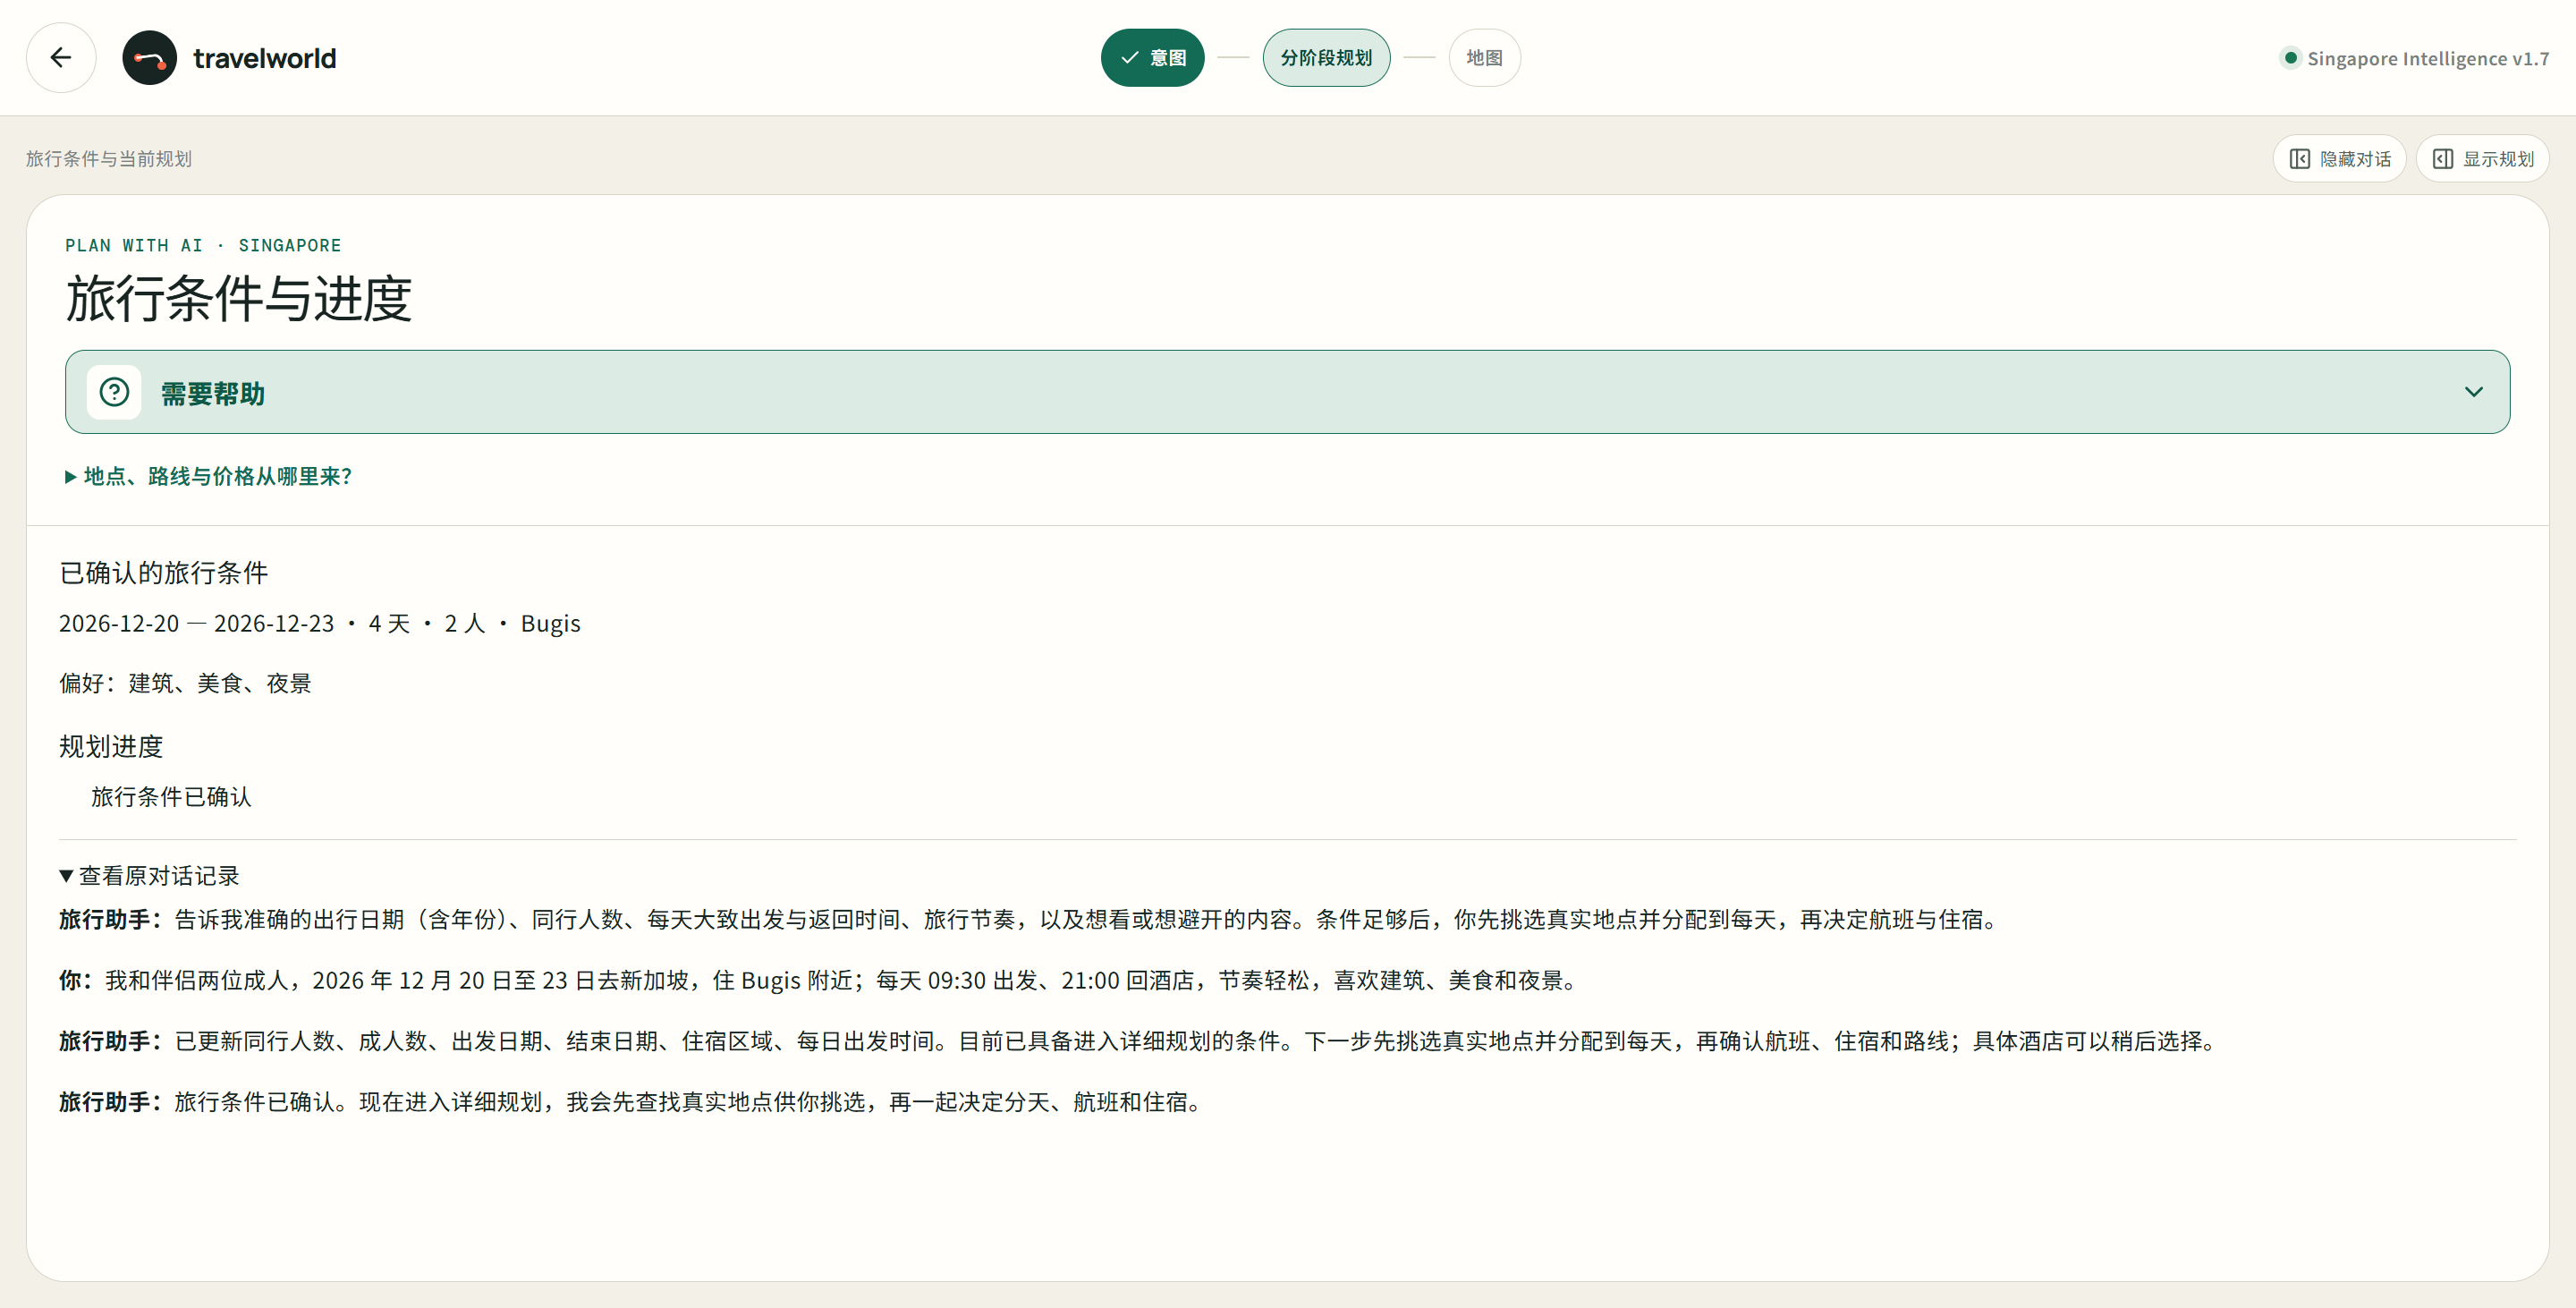 travelworld
意图
分阶段规划
地图
Singapore Intelligence v1.7
旅行条件与当前规划
隐藏对话
显示规划
PLAN WITH AI · SINGAPORE
旅行条件与进度
需要帮助
地点、路线与价格从哪里来？
已确认的旅行条件
2026-12-20 — 2026-12-23 · 4 天 · 2 人 · Bugis
偏好：建筑、美食、夜景
规划进度
旅行条件已确认
查看原对话记录
旅行助手：告诉我准确的出行日期（含年份）、同行人数、每天大致出发与返回时间、旅行节奏，以及想看或想避开的内容。条件足够后，你先挑选真实地点并分配到每天，再决定航班与住宿。
你：我和伴侣两位成人，2026 年 12 月 20 日至 23 日去新加坡，住 Bugis 附近；每天 09:30 出发、21:00 回酒店，节奏轻松，喜欢建筑、美食和夜景。
旅行助手：已更新同行人数、成人数、出发日期、结束日期、住宿区域、每日出发时间。目前已具备进入详细规划的条件。下一步先挑选真实地点并分配到每天，再确认航班、住宿和路线；具体酒店可以稍后选择。
旅行助手：旅行条件已确认。现在进入详细规划，我会先查找真实地点供你挑选，再一起决定分天、航班和住宿。